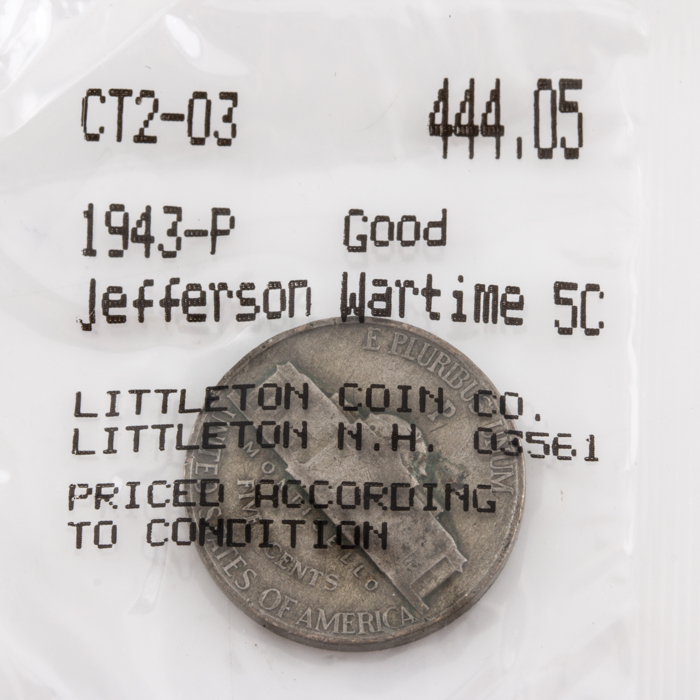 CT2-03 444.05
1943-P Good
Jefferson Wartime 5C
LITTLETON COIN CO.
LITTLETON N.H. 03561
PRICED ACCORDING
TO CONDITION
E PLURIBUS UNUM
MONTICELLO
FIVE CENTS
UNITED STATES OF AMERICA